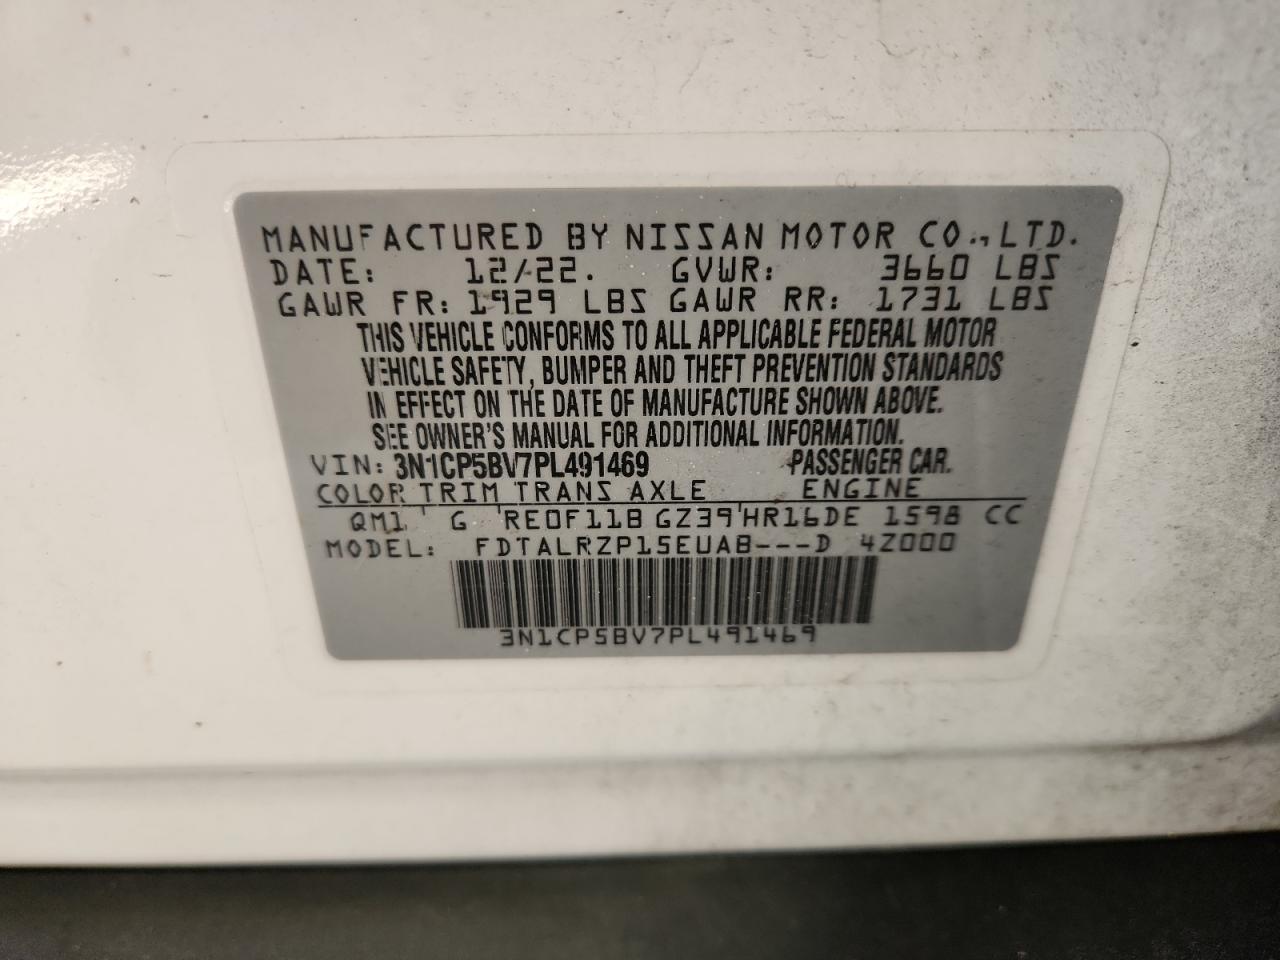 MANUFACTURED BY NISSAN MOTOR CO., LTD.
DATE: 12/22. GVWR: 3660 LBS
GAWR FR: 1929 LBS GAWR RR: 1731 LBS
THIS VEHICLE CONFORMS TO ALL APPLICABLE FEDERAL MOTOR
VEHICLE SAFETY, BUMPER AND THEFT PREVENTION STANDARDS
IN EFFECT ON THE DATE OF MANUFACTURE SHOWN ABOVE.
SEE OWNER'S MANUAL FOR ADDITIONAL INFORMATION.
VIN: 3N1CP5BV7PL491469 PASSENGER CAR.
COLOR TRIM TRANS AXLE ENGINE
QM1 G RE0F11B GZ39 HR16DE 1598 CC
MODEL: FDTALRZP15EUAB---D 4Z000
3N1CP5BV7PL491469